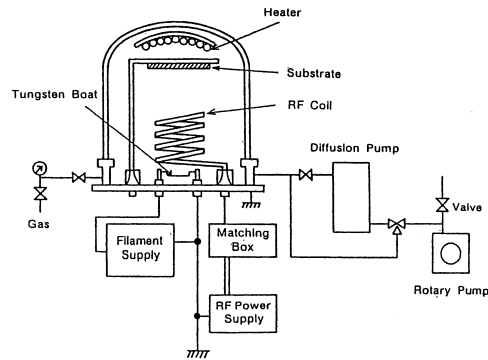 Heater
Substrate
Tungsten Boat
RF Coil
Diffusion Pump
Gas
Filament
Supply
Matching
Box
Valve
RF Power
Supply
Rotary Pump